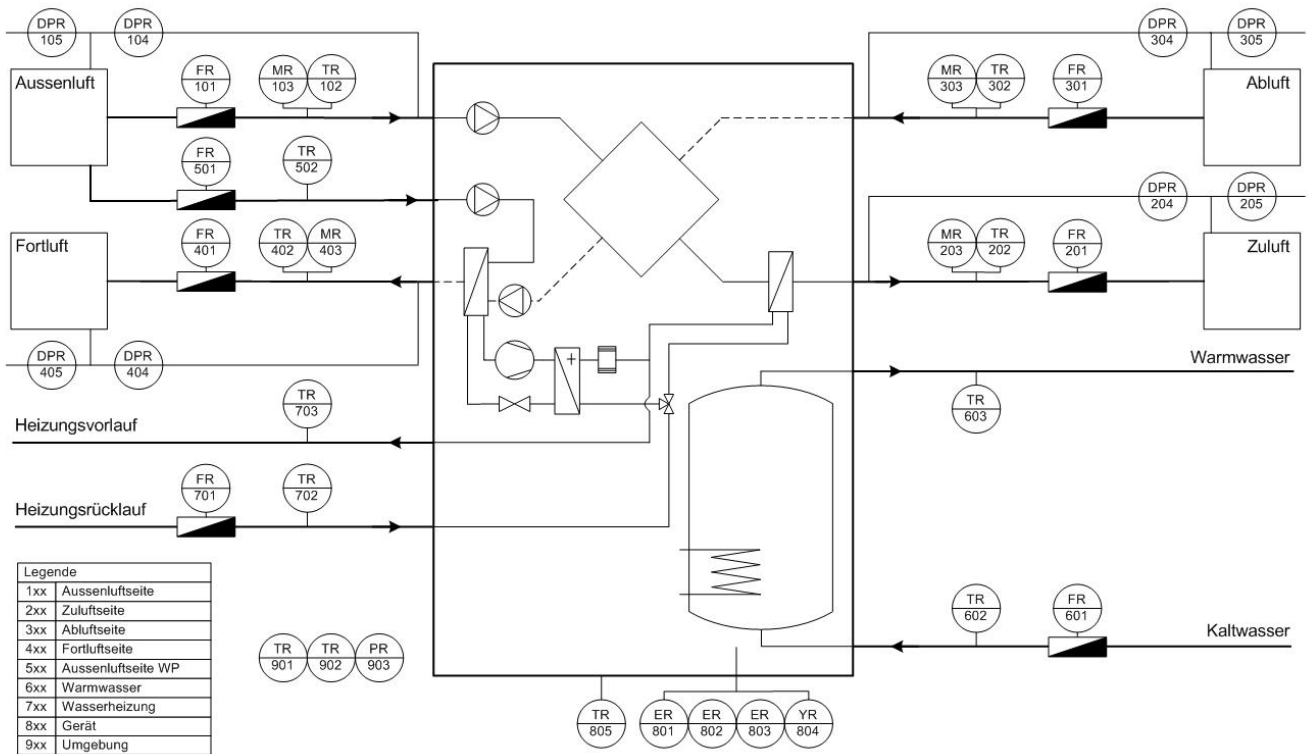 DPR 105
DPR 104
DPR 304
DPR 305
Aussenluft
FR 101
MR 103
TR 102
MR 303
TR 302
FR 301
Abluft
FR 501
TR 502
DPR 204
DPR 205
Fortluft
FR 401
TR 402
MR 403
MR 203
TR 202
FR 201
Zuluft
DPR 405
DPR 404
+
Warmwasser
TR 703
TR 603
Heizungsvorlauf
FR 701
TR 702
Heizungsrücklauf
Legende
1xx Aussenluftseite
2xx Zuluftseite
3xx Abluftseite
4xx Fortluftseite
5xx Aussenluftseite WP
6xx Warmwasser
7xx Wasserheizung
8xx Gerät
9xx Umgebung
TR 901
TR 902
PR 903
TR 602
FR 601
Kaltwasser
TR 805
ER 801
ER 802
ER 803
YR 804